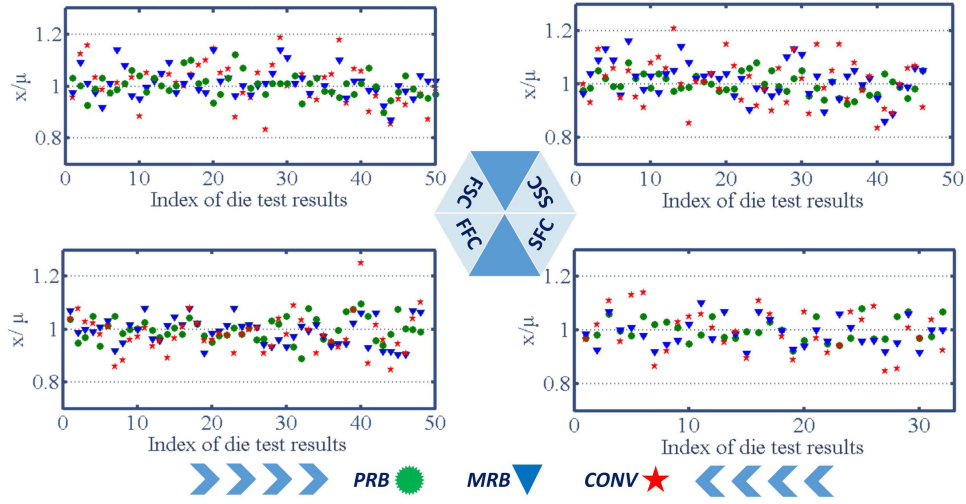 1.2
1
0.8
x/μ
0 10 20 30 40 50
Index of die test results
1.2
1
0.8
x/μ
0 10 20 30 40 50
Index of die test results
FSC
SSC
FFC
SFC
1.2
1
0.8
x/μ
0 10 20 30 40 50
Index of die test results
1.2
1
0.8
x/μ
0 10 20 30
Index of die test results
PRB MRB CONV